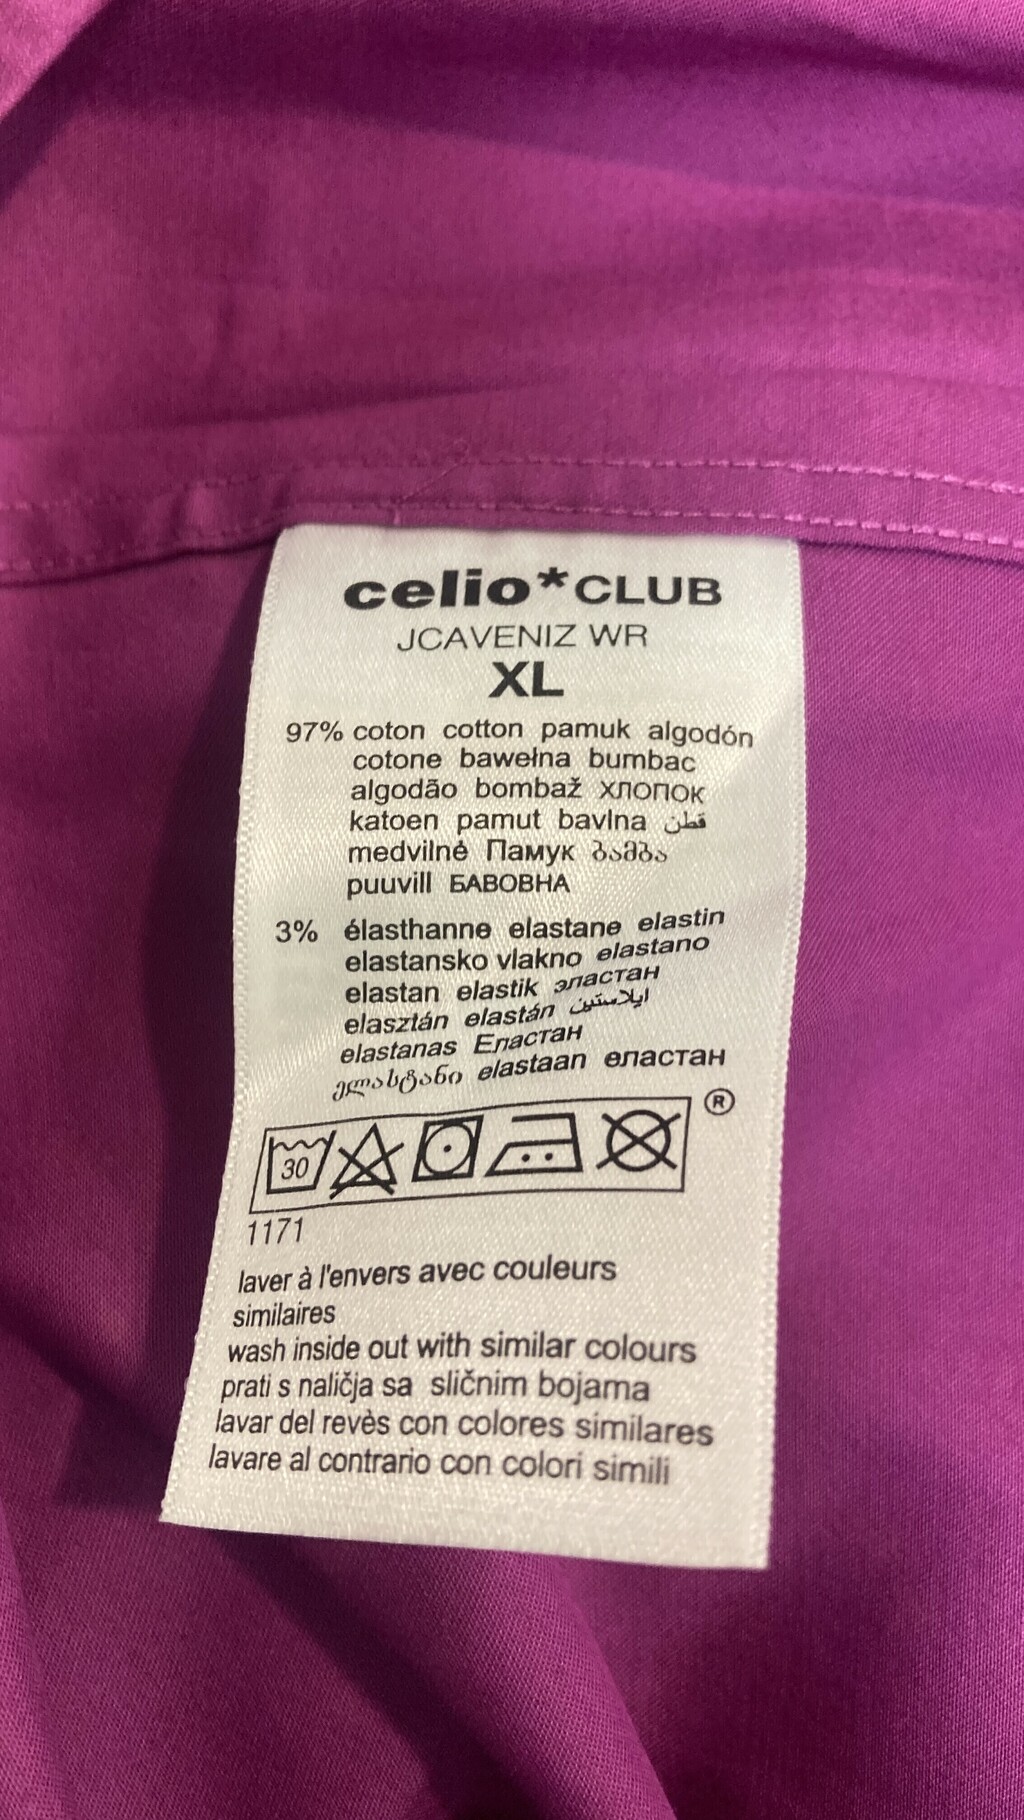 celio*CLUB
JCAVENIZ WR
XL
97% coton cotton pamuk algodón
cotone bawełna bumbac
algodão bombaž хлопок
katoen pamut bavlna قطن
medvilnė Памук ბამბა
puuvill БАВОВНА
3% élasthanne elastane elastin
elastansko vlakno elastano
elastan elastik эластан
elasztán elastán ايلاستين
elastanas Еластан
ელასტანი elastaan еластан
30 ®
1171
laver à l'envers avec couleurs
similaires
wash inside out with similar colours
prati s naličja sa sličnim bojama
lavar del revès con colores similares
lavare al contrario con colori simili